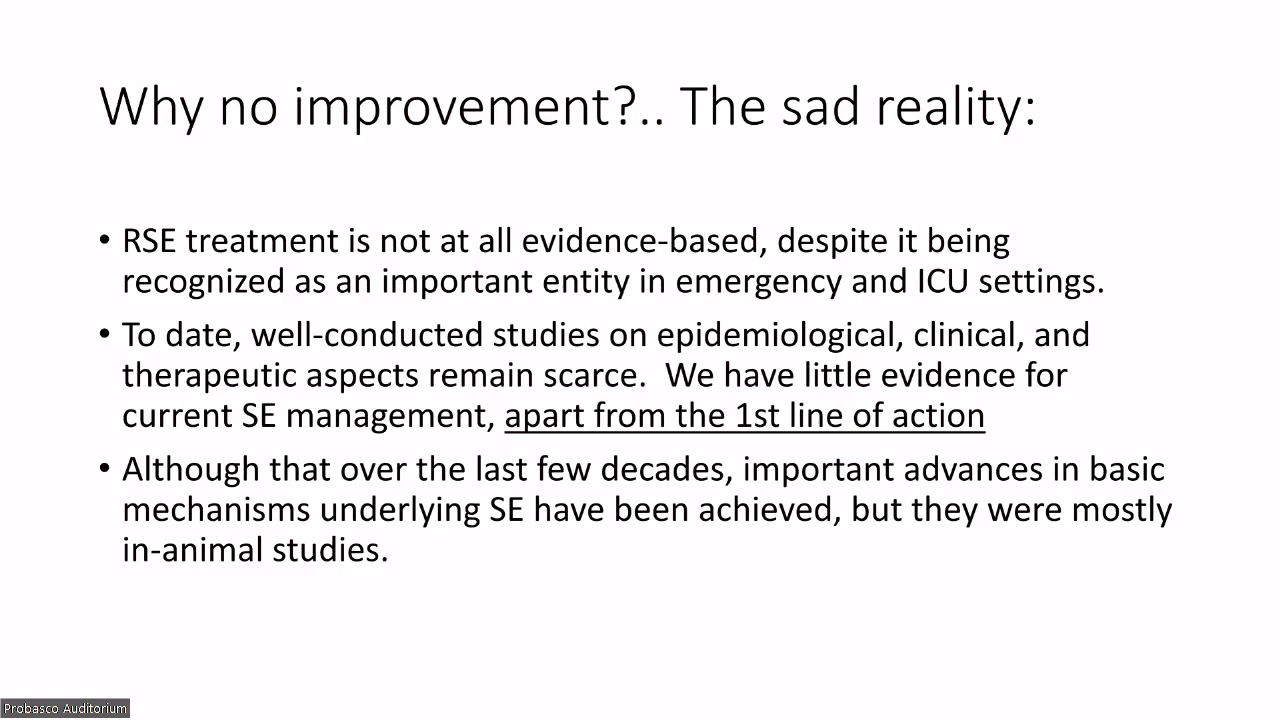 Why no improvement?.. The sad reality:
• RSE treatment is not at all evidence-based, despite it being
recognized as an important entity in emergency and ICU settings.
• To date, well-conducted studies on epidemiological, clinical, and
therapeutic aspects remain scarce.  We have little evidence for
current SE management, apart from the 1st line of action
• Although that over the last few decades, important advances in basic
mechanisms underlying SE have been achieved, but they were mostly
in-animal studies.
Probasco Auditorium